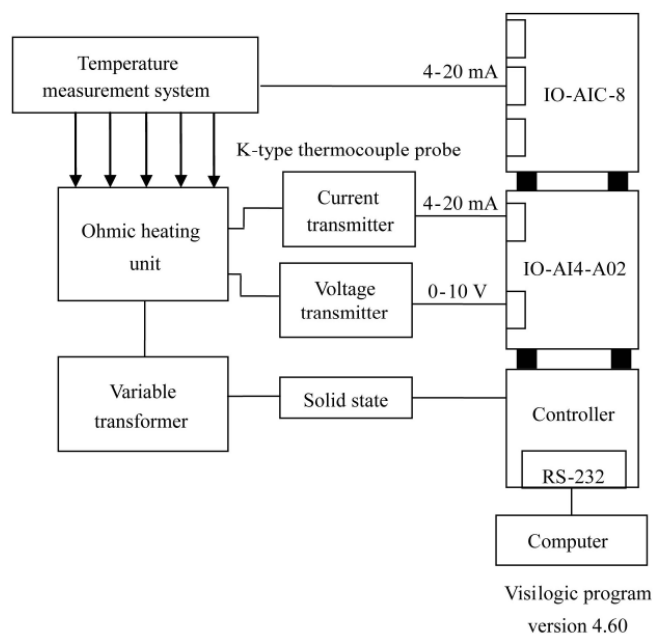 Temperature
measurement system
4-20 mA
IO-AIC-8
K-type thermocouple probe
Current
transmitter
4-20 mA
Ohmic heating
unit
IO-AI4-A02
Voltage
transmitter
0-10 V
Variable
transformer
Solid state
Controller
RS-232
Computer
Visilogic program
version 4.60